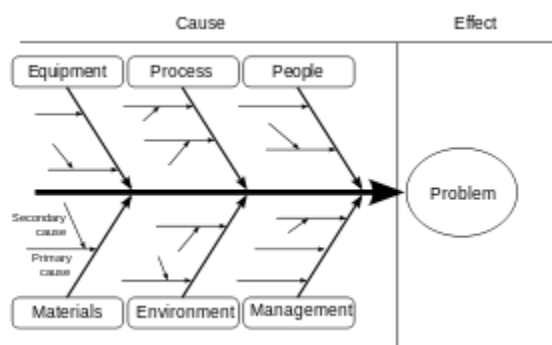 Cause
Effect
Equipment
Process
People
Problem
Secondary
cause
Primary
cause
Materials
Environment
Management